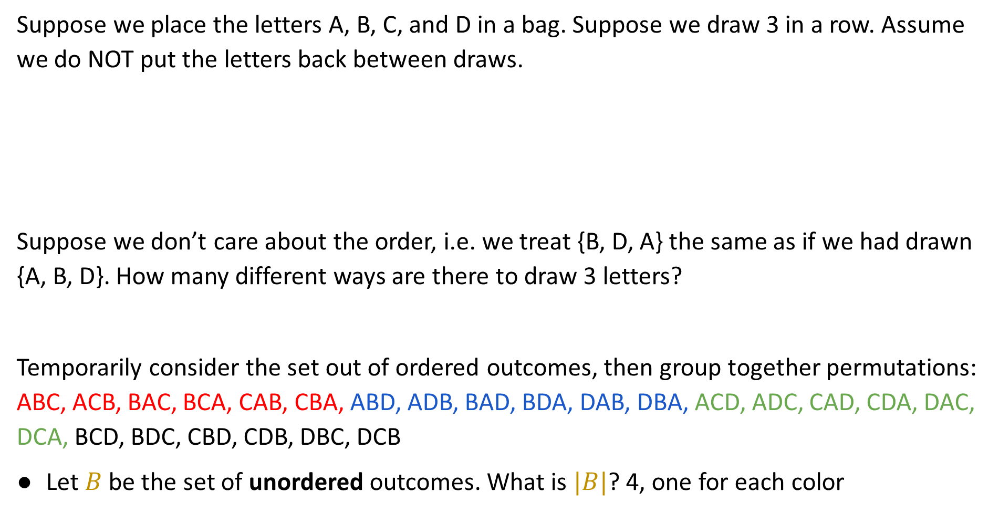 Suppose we place the letters A, B, C, and D in a bag. Suppose we draw 3 in a row. Assume
we do NOT put the letters back between draws.
Suppose we don’t care about the order, i.e. we treat {B, D, A} the same as if we had drawn
{A, B, D}. How many different ways are there to draw 3 letters?
Temporarily consider the set out of ordered outcomes, then group together permutations:
ABC, ACB, BAC, BCA, CAB, CBA, ABD, ADB, BAD, BDA, DAB, DBA, ACD, ADC, CAD, CDA, DAC,
DCA, BCD, BDC, CBD, CDB, DBC, DCB
● Let B be the set of unordered outcomes. What is |B|? 4, one for each color